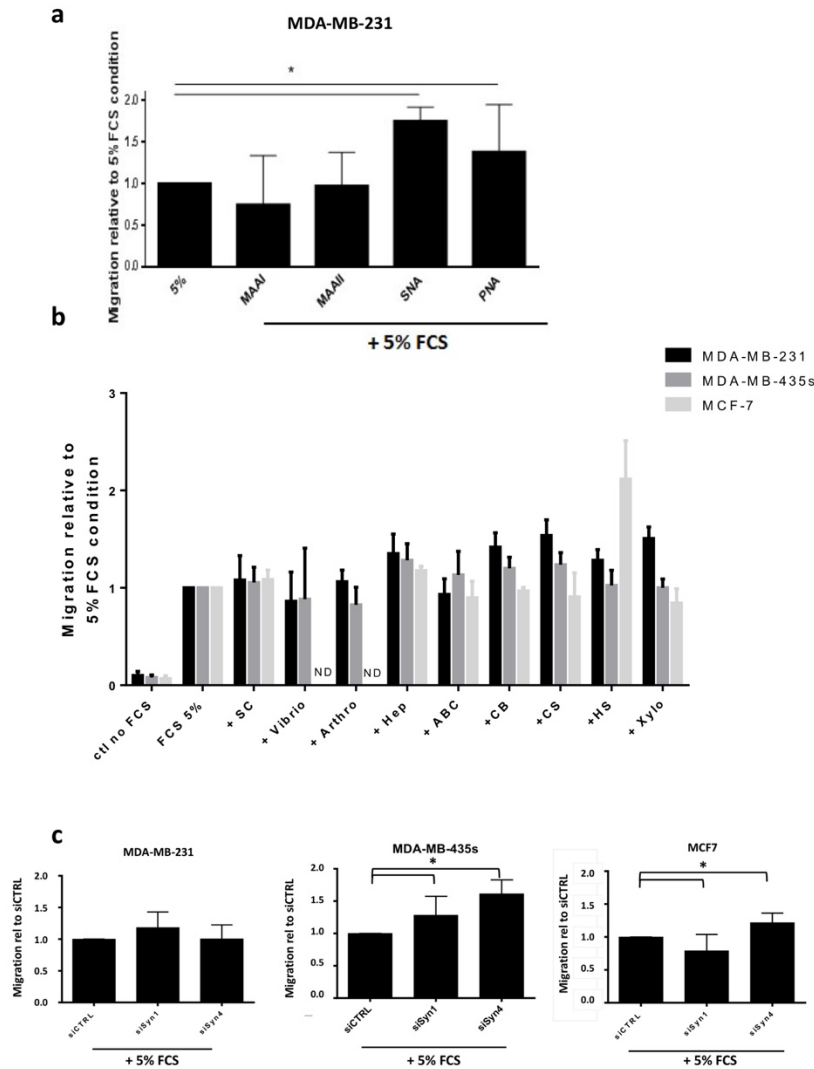 a
MDA-MB-231
*
Migration relative to 5% FCS condition
2.0
1.5
1.0
0.5
0.0
5%
MAAI
MAAII
SNA
PNA
+ 5% FCS
b
MDA-MB-231
MDA-MB-435s
MCF-7
Migration relative to
5% FCS condition
3
2
1
0
ND
ND
ctl no FCS
FCS 5%
+ SC
+ Vibrio
+ Arthro
+ Hep
+ ABC
+CB
+CS
+HS
+ Xylo
c
MDA-MB-231
Migration rel to siCTRL
2.0
1.5
1.0
0.5
0.0
siCTRL
siSyn1
siSyn4
+ 5% FCS
MDA-MB-435s
*
Migration rel to siCTRL
2.0
1.5
1.0
0.5
0.0
siCTRL
siSyn1
siSyn4
+ 5% FCS
MCF7
*
Migration rel to siCTRL
2.0
1.5
1.0
0.5
0.0
siCTRL
siSyn1
siSyn4
+ 5% FCS